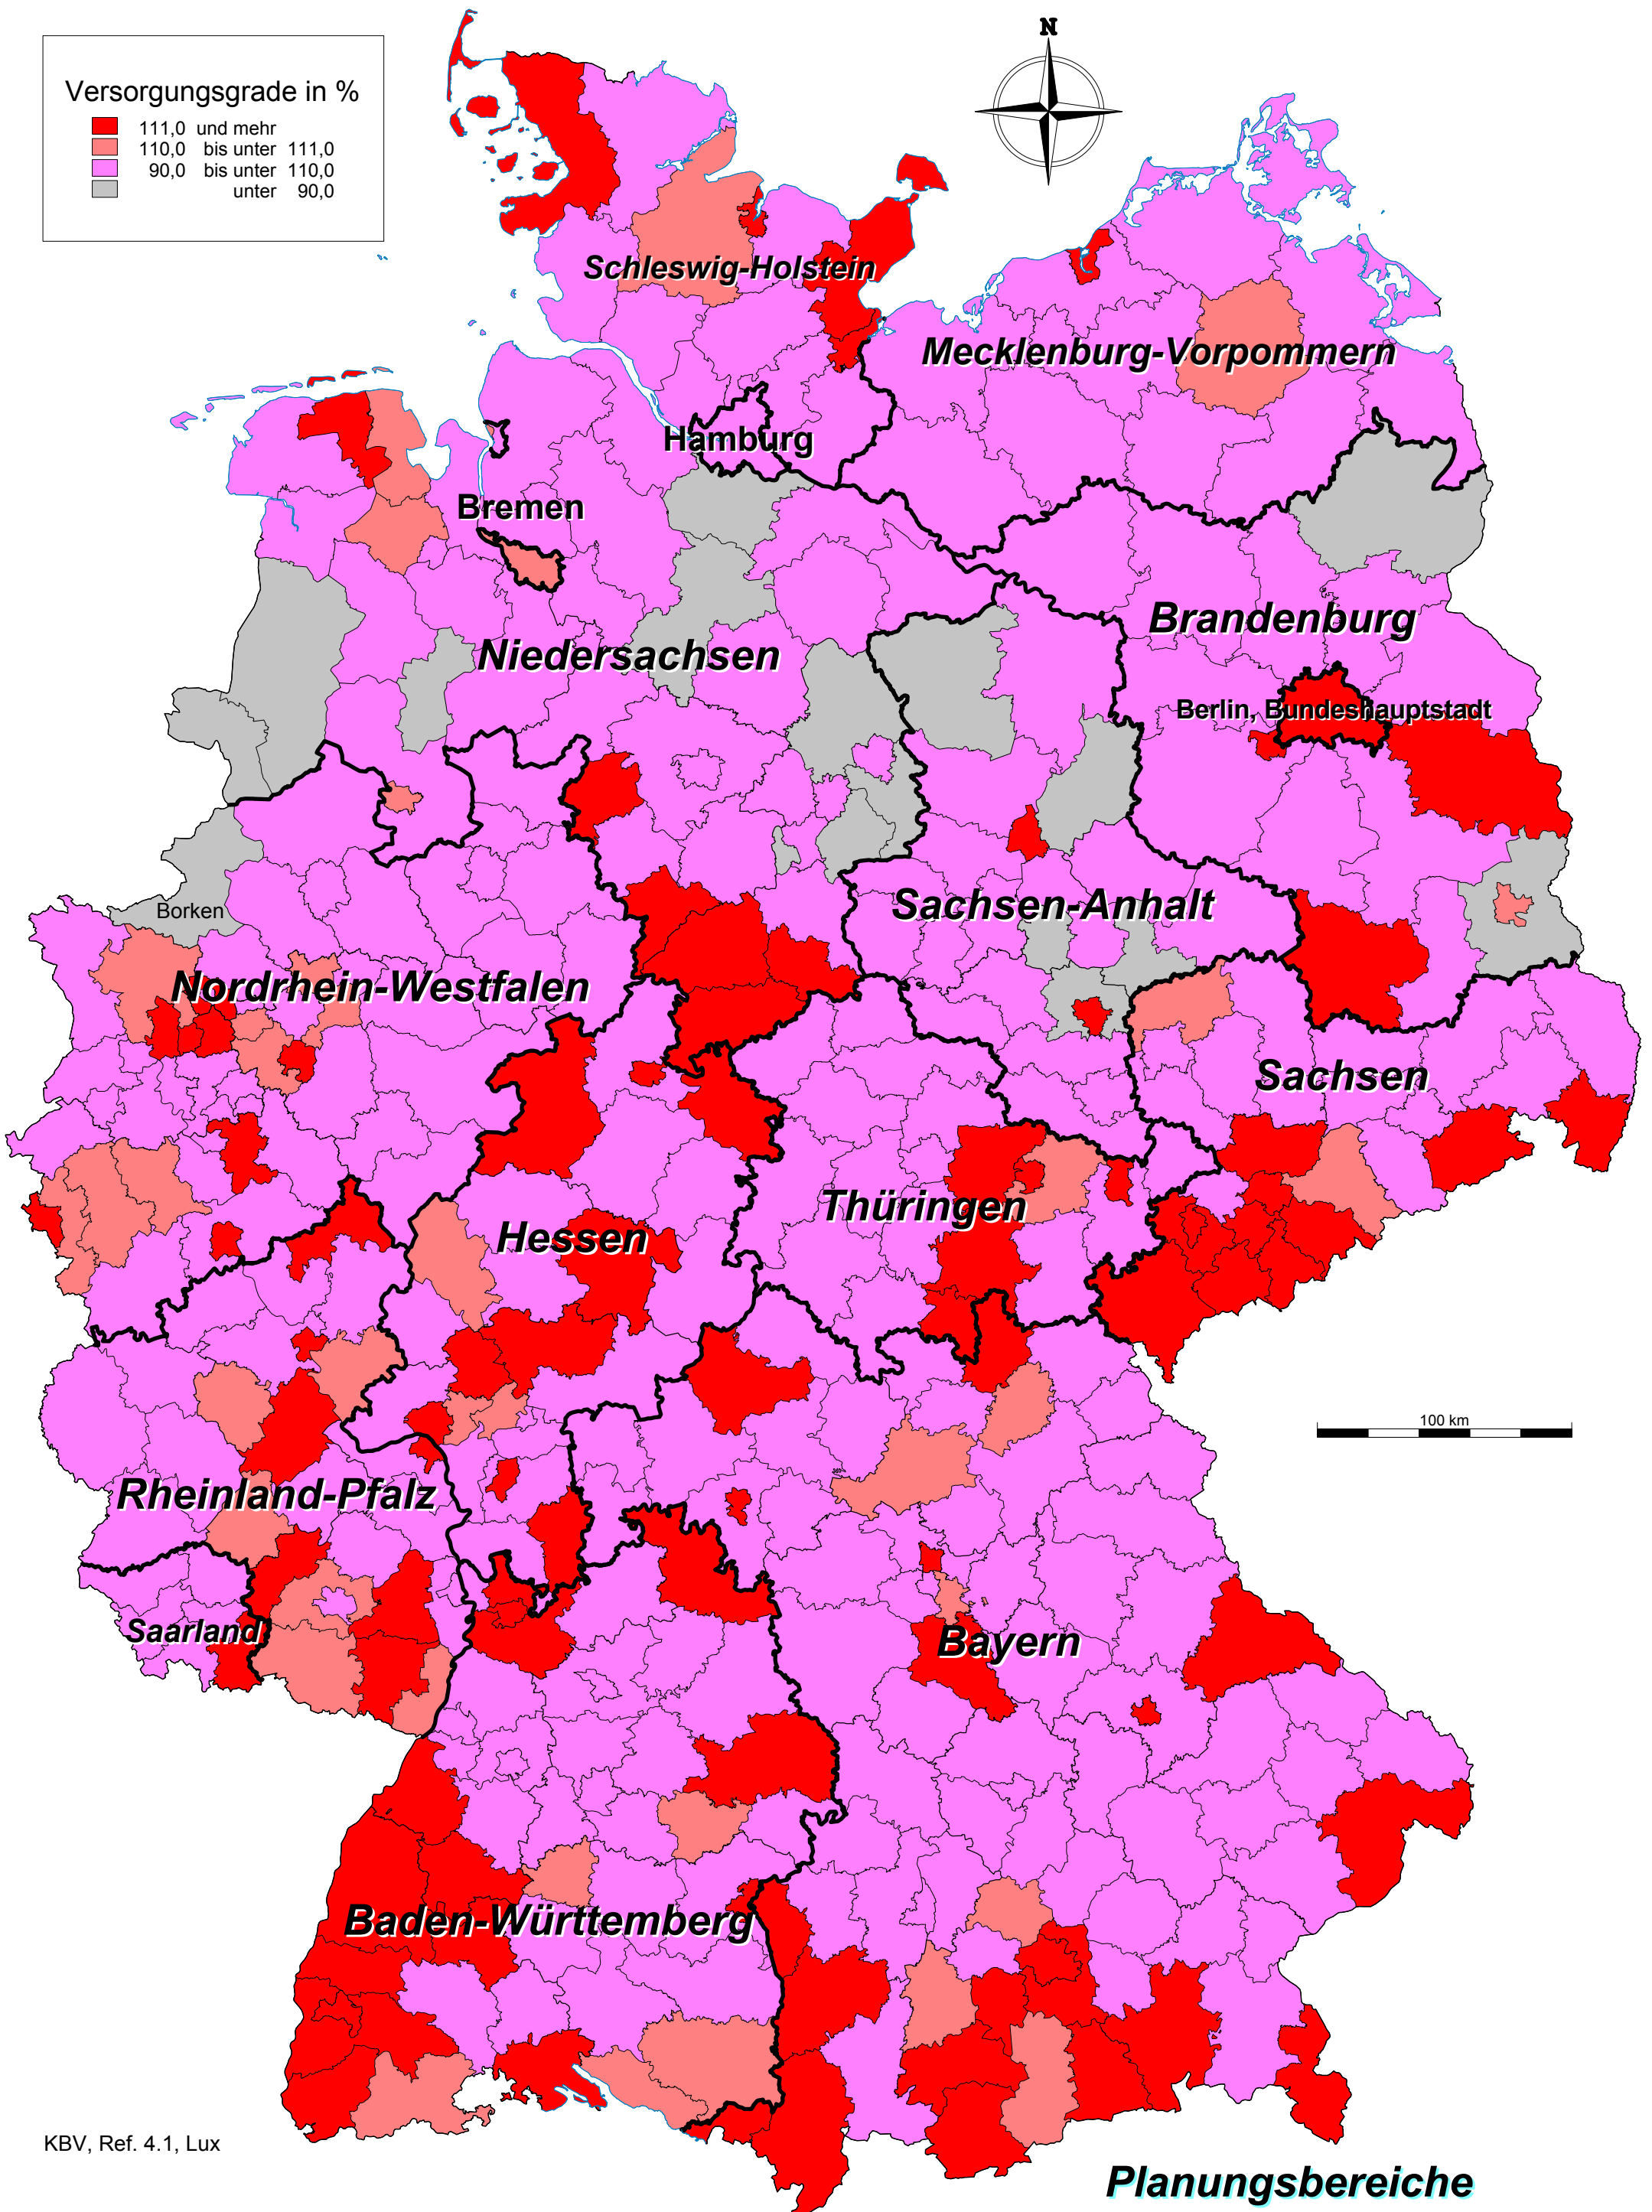 N
Versorgungsgrade in %
111,0 und mehr
110,0 bis unter 111,0
90,0 bis unter 110,0
unter 90,0
Schleswig-Holstein
Mecklenburg-Vorpommern
Hamburg
Bremen
Brandenburg
Niedersachsen
Berlin, Bundeshauptstadt
Sachsen-Anhalt
Borken
Nordrhein-Westfalen
Sachsen
Thüringen
Hessen
100 km
Rheinland-Pfalz
Saarland
Bayern
Baden-Württemberg
KBV, Ref. 4.1, Lux
Planungsbereiche